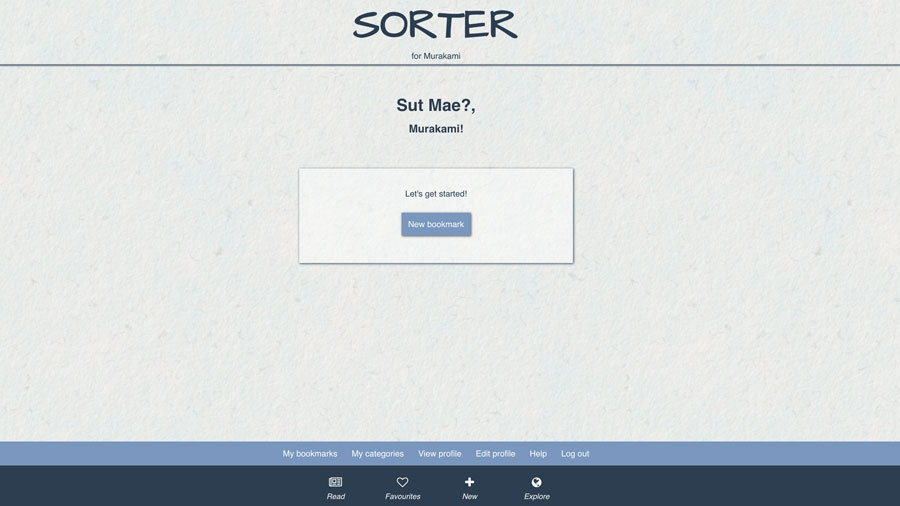 SORTER
for Murakami
Sut Mae?,
Murakami!
Let's get started!
New bookmark
My bookmarks My categories View profile Edit profile Help Log out
Read Favourites New Explore